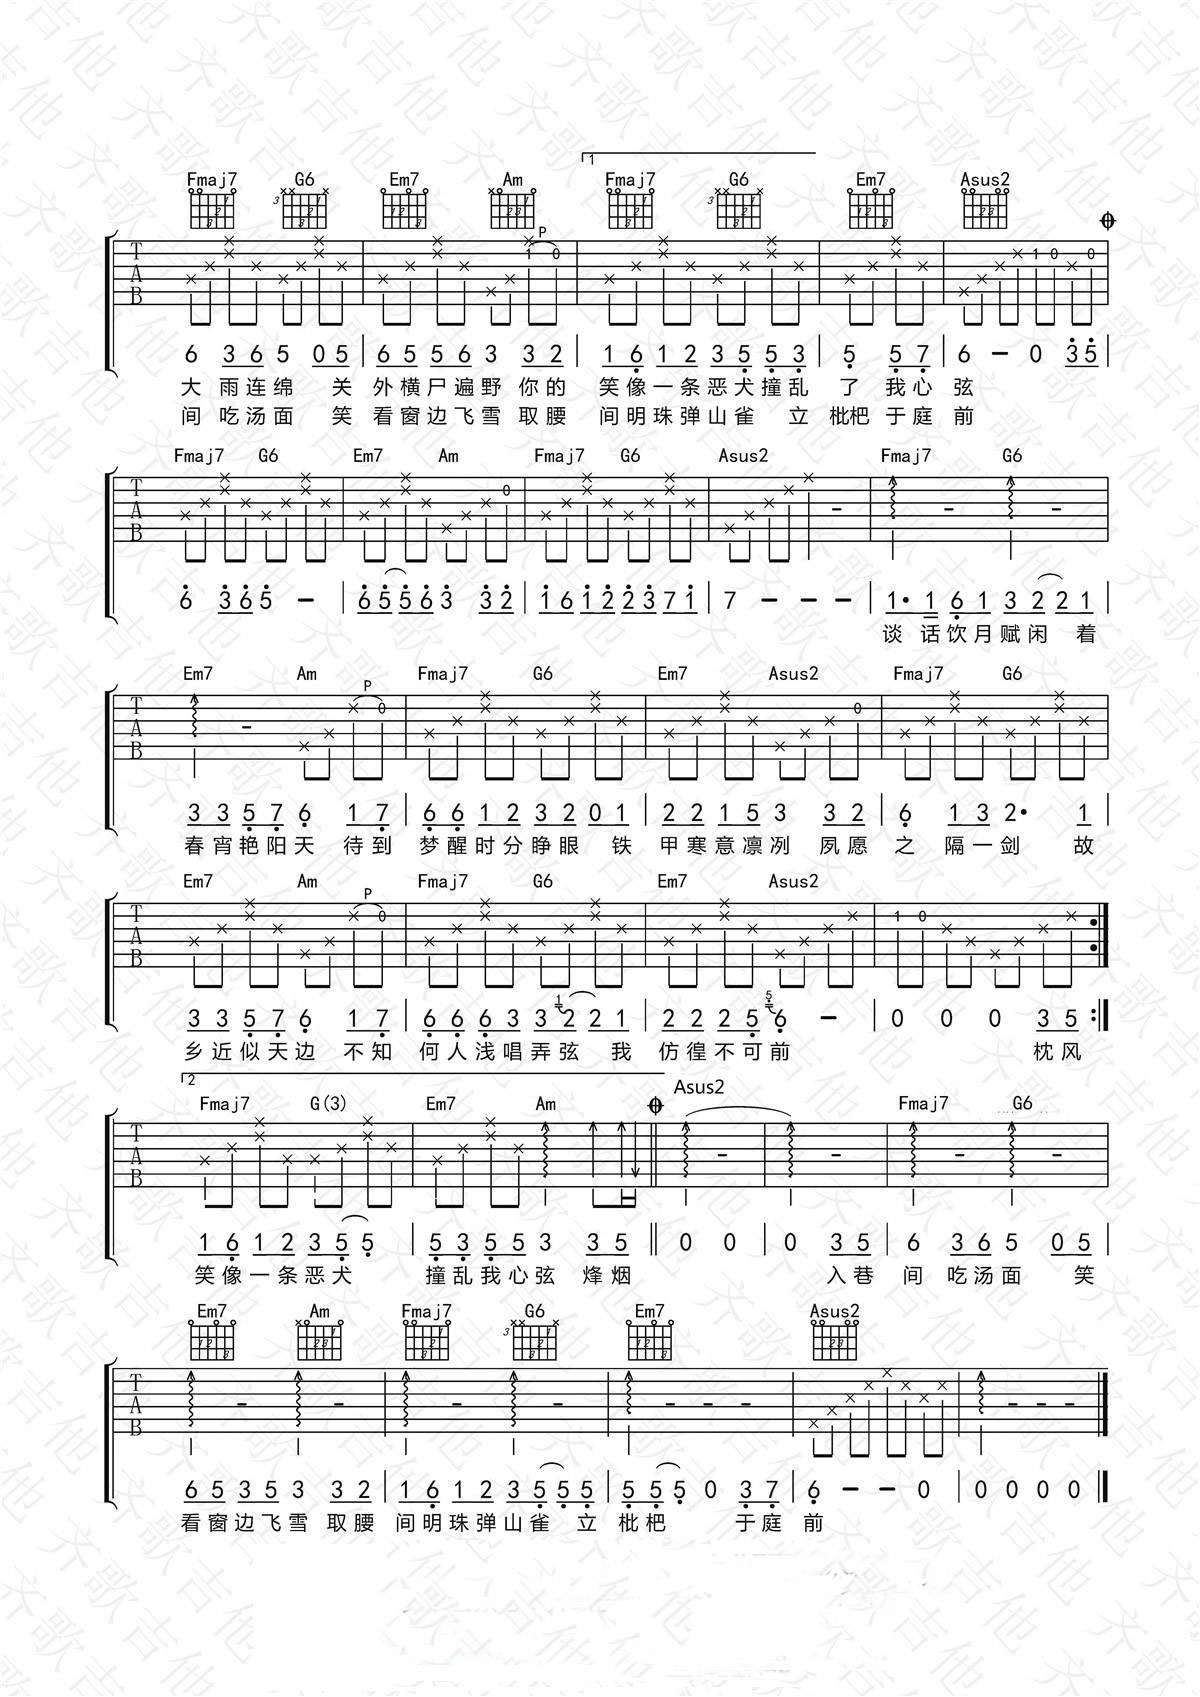 1
Fmaj7 G6 Em7 Am Fmaj7 G6 Em7 Asus2
3 3
T A B P 1 0 1 0 0
6 3 6 5 0 5 6 5 5 6 3 3 2 1 6 1 2 3 5 5 3 5 5 7 6 - 0 3 5
大 雨连绵 关 外横尸遍野 你的 笑像一条恶犬撞乱 了 我心 弦
间 吃汤面 笑 看窗边飞雪 取腰 间明珠弹山雀 立 枇杷 于庭 前
Fmaj7 G6 Em7 Am Fmaj7 G6 Asus2 Fmaj7 G6
T A B 0 - - -
6 3 6 5 - 6 5 5 6 3 3 2 1 6 1 2 2 3 7 1 7 - - - 1· 1 6 1 3 2 2 1
谈 话饮月赋闲 着
Em7 Am Fmaj7 G6 Em7 Asus2 Fmaj7 G6
T A B - P 0 0
3 3 5 7 6 1 7 6 6 1 2 3 2 0 1 2 2 1 5 3 3 2 6 1 3 2· 1
春宵艳阳天 待到 梦醒时分睁眼 铁 甲寒意凛冽 夙愿 之 隔一剑 故
Em7 Am Fmaj7 G6 Em7 Asus2
T A B P 0 1 0
3 3 5 7 6 1 7 6 6 6 3 3 1 2 2 1 2 2 2 5 5 6 - 0 0 0 3 5
乡近似天边 不知 何人浅唱弄弦 我 仿徨不可前 枕风
2
Fmaj7 G(3) Em7 Am Asus2 Fmaj7 G6
T A B - - - -
1 6 1 2 3 5 5 5 3 5 5 3 3 5 0 0 0 3 5 6 3 6 5 0 5
笑像一条恶犬 撞乱我心弦 烽烟 入巷 间 吃汤面 笑
Em7 Am Fmaj7 G6 Em7 Asus2
3
T A B - - - - - - - - - -
6 5 3 5 3 3 2 1 6 1 2 3 5 5 5 5 5 5 0 3 7 6 - - 0 0 0 0 0
看窗边飞雪 取腰 间明珠弹山雀 立 枇杷 于庭 前